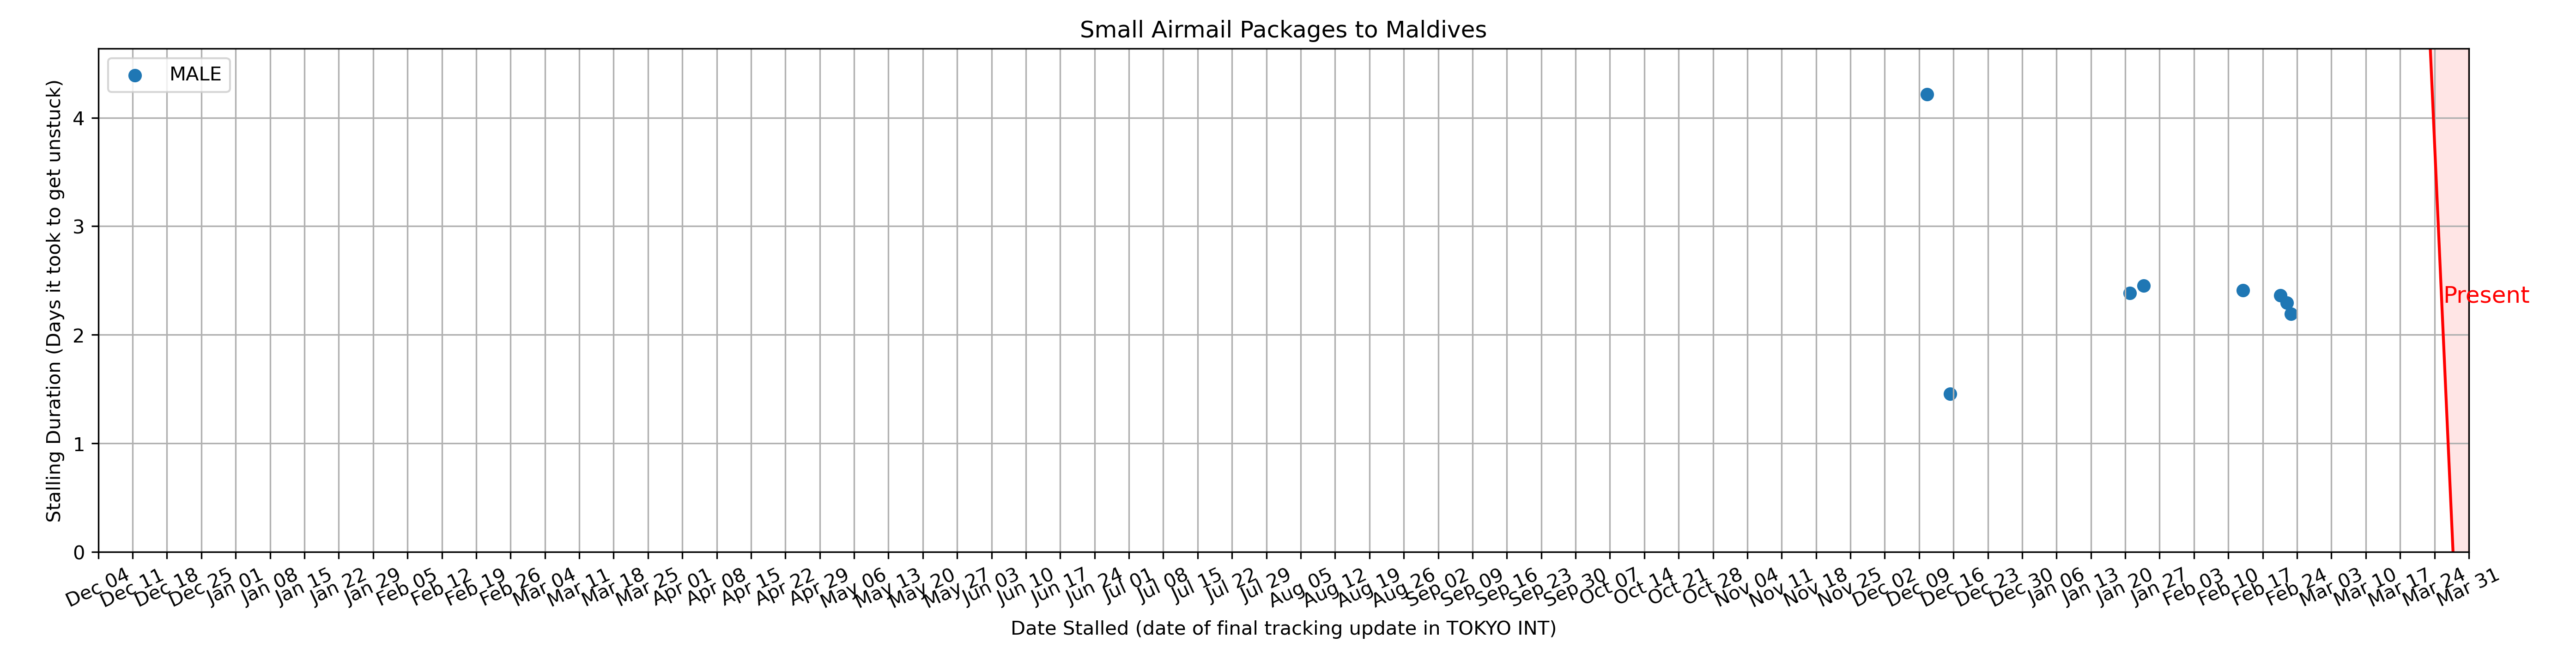 Small Airmail Packages to Maldives
MALE
Stalling Duration (Days it took to get unstuck)
4
3
2
1
0
Present
Dec 04
Dec 11
Dec 18
Dec 25
Jan 01
Jan 08
Jan 15
Jan 22
Jan 29
Feb 05
Feb 12
Feb 19
Feb 26
Mar 04
Mar 11
Mar 18
Mar 25
Apr 01
Apr 08
Apr 15
Apr 22
Apr 29
May 06
May 13
May 20
May 27
Jun 03
Jun 10
Jun 17
Jun 24
Jul 01
Jul 08
Jul 15
Jul 22
Jul 29
Aug 05
Aug 12
Aug 19
Aug 26
Sep 02
Sep 09
Sep 16
Sep 23
Sep 30
Oct 07
Oct 14
Oct 21
Oct 28
Nov 04
Nov 11
Nov 18
Nov 25
Dec 02
Dec 09
Dec 16
Dec 23
Dec 30
Jan 06
Jan 13
Jan 20
Jan 27
Feb 03
Feb 10
Feb 17
Feb 24
Mar 03
Mar 10
Mar 17
Mar 24
Mar 31
Date Stalled (date of final tracking update in TOKYO INT)